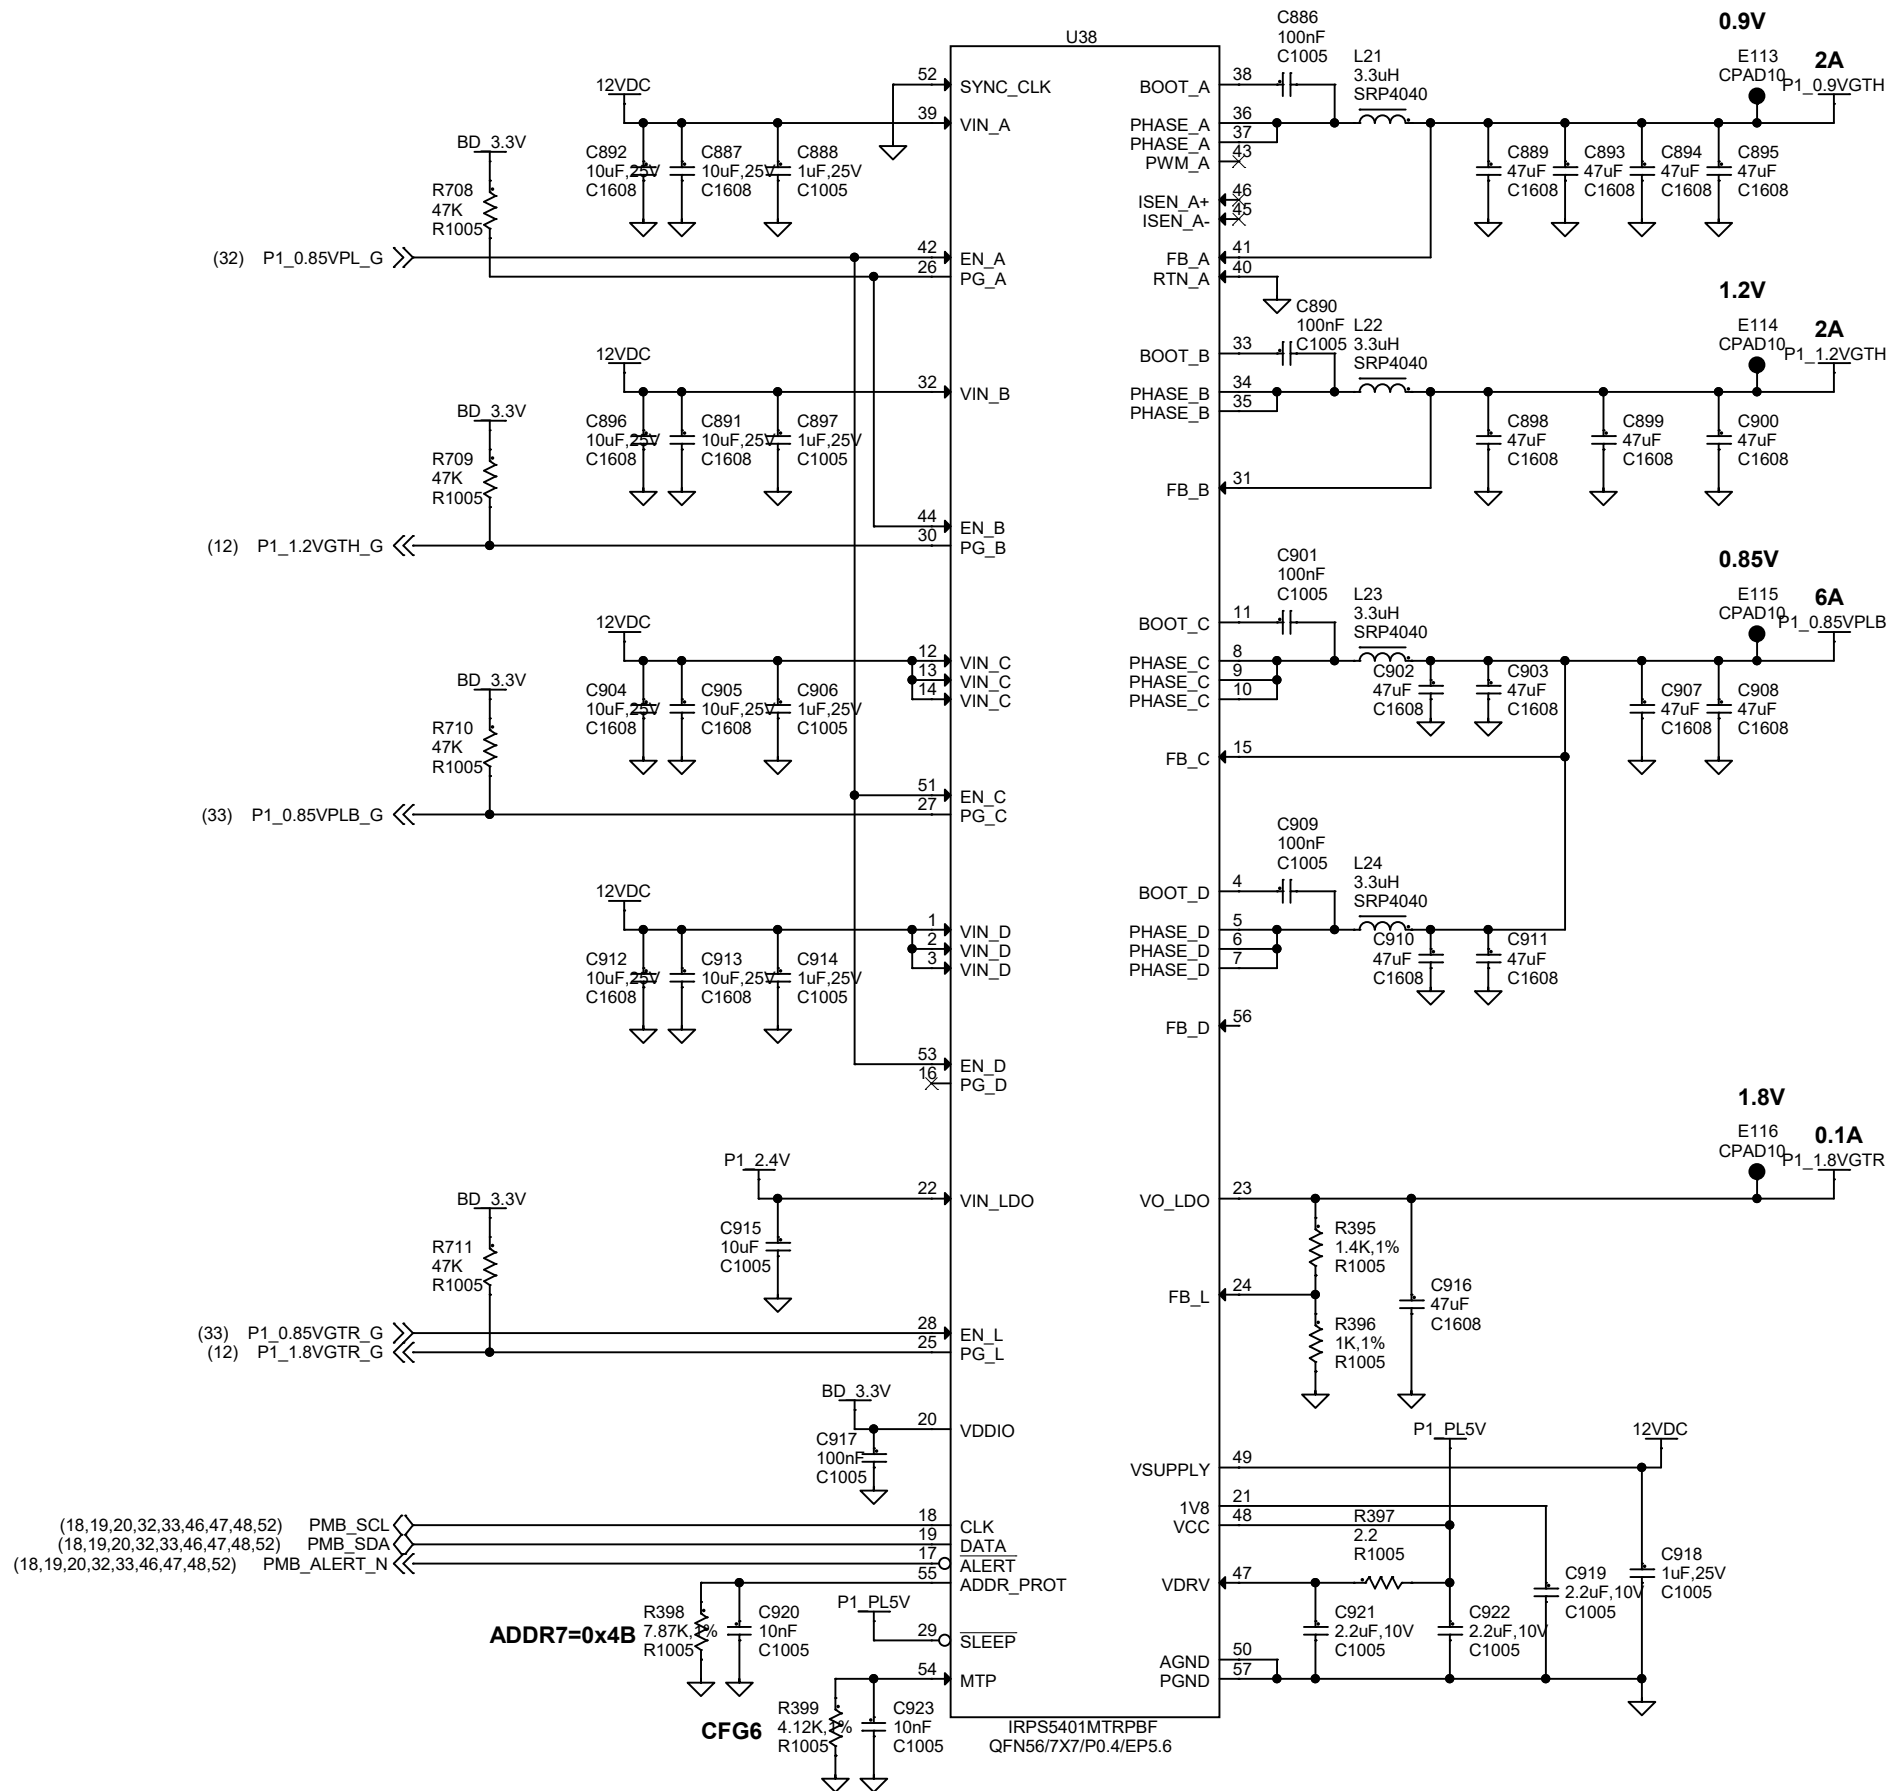 U38
SYNC_CLK 52
VIN_A 39
EN_A 42
PG_A 26
VIN_B 32
EN_B 44
PG_B 30
VIN_C 12
VIN_C 13
VIN_C 14
EN_C 51
PG_C 27
VIN_D 1
VIN_D 2
VIN_D 3
EN_D 53
PG_D 16
VIN_LDO 22
EN_L 28
PG_L 25
VDDIO 20
CLK 18
DATA 19
ALERT 17
ADDR_PROT 55
SLEEP 29
MTP 54
BOOT_A 38
PHASE_A 36
PHASE_A 37
PWM_A 43
ISEN_A+ 46
ISEN_A- 45
FB_A 41
RTN_A 40
BOOT_B 33
PHASE_B 34
PHASE_B 35
FB_B 31
BOOT_C 11
PHASE_C 8
PHASE_C 9
PHASE_C 10
FB_C 15
BOOT_D 4
PHASE_D 5
PHASE_D 6
PHASE_D 7
FB_D 56
VO_LDO 23
FB_L 24
VSUPPLY 49
1V8 21
VCC 48
VDRV 47
AGND 50
PGND 57
IRPS5401MTRPBF
QFN56/7X7/P0.4/EP5.6
12VDC
C892
10uF,25V
C1608
C887
10uF,25V
C1608
C888
1uF,25V
C1005
BD_3.3V
R708
47K
R1005
(32) P1_0.85VPL_G
12VDC
C896
10uF,25V
C1608
C891
10uF,25V
C1608
C897
1uF,25V
C1005
BD_3.3V
R709
47K
R1005
(12) P1_1.2VGTH_G
12VDC
C904
10uF,25V
C1608
C905
10uF,25V
C1608
C906
1uF,25V
C1005
BD_3.3V
R710
47K
R1005
(33) P1_0.85VPLB_G
12VDC
C912
10uF,25V
C1608
C913
10uF,25V
C1608
C914
1uF,25V
C1005
P1_2.4V
C915
10uF
C1005
BD_3.3V
R711
47K
R1005
(33) P1_0.85VGTR_G
(12) P1_1.8VGTR_G
BD_3.3V
C917
100nF
C1005
(18,19,20,32,33,46,47,48,52) PMB_SCL
(18,19,20,32,33,46,47,48,52) PMB_SDA
(18,19,20,32,33,46,47,48,52) PMB_ALERT_N
ADDR7=0x4B
R398
7.87K,1%
R1005
C920
10nF
C1005
P1_PL5V
CFG6
R399
4.12K,1%
R1005
C923
10nF
C1005
C886
100nF
C1005
L21
3.3uH
SRP4040
0.9V
E113
CPAD10
2A
P1_0.9VGTH
C889
47uF
C1608
C893
47uF
C1608
C894
47uF
C1608
C895
47uF
C1608
C890
100nF
C1005
L22
3.3uH
SRP4040
1.2V
E114
CPAD10
2A
P1_1.2VGTH
C898
47uF
C1608
C899
47uF
C1608
C900
47uF
C1608
C901
100nF
C1005
L23
3.3uH
SRP4040
0.85V
E115
CPAD10
6A
P1_0.85VPLB
C902
47uF
C1608
C903
47uF
C1608
C907
47uF
C1608
C908
47uF
C1608
C909
100nF
C1005
L24
3.3uH
SRP4040
C910
47uF
C1608
C911
47uF
C1608
1.8V
E116
CPAD10
0.1A
P1_1.8VGTR
R395
1.4K,1%
R1005
R396
1K,1%
R1005
C916
47uF
C1608
P1_PL5V
12VDC
R397
2.2
R1005
C919
2.2uF,10V
C1005
C918
1uF,25V
C1005
C921
2.2uF,10V
C1005
C922
2.2uF,10V
C1005